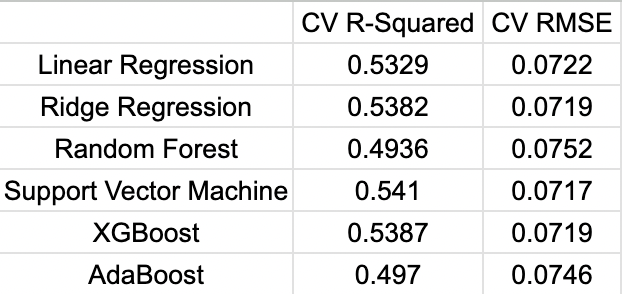 CV R-Squared CV RMSE
Linear Regression 0.5329 0.0722
Ridge Regression 0.5382 0.0719
Random Forest 0.4936 0.0752
Support Vector Machine 0.541 0.0717
XGBoost 0.5387 0.0719
AdaBoost 0.497 0.0746